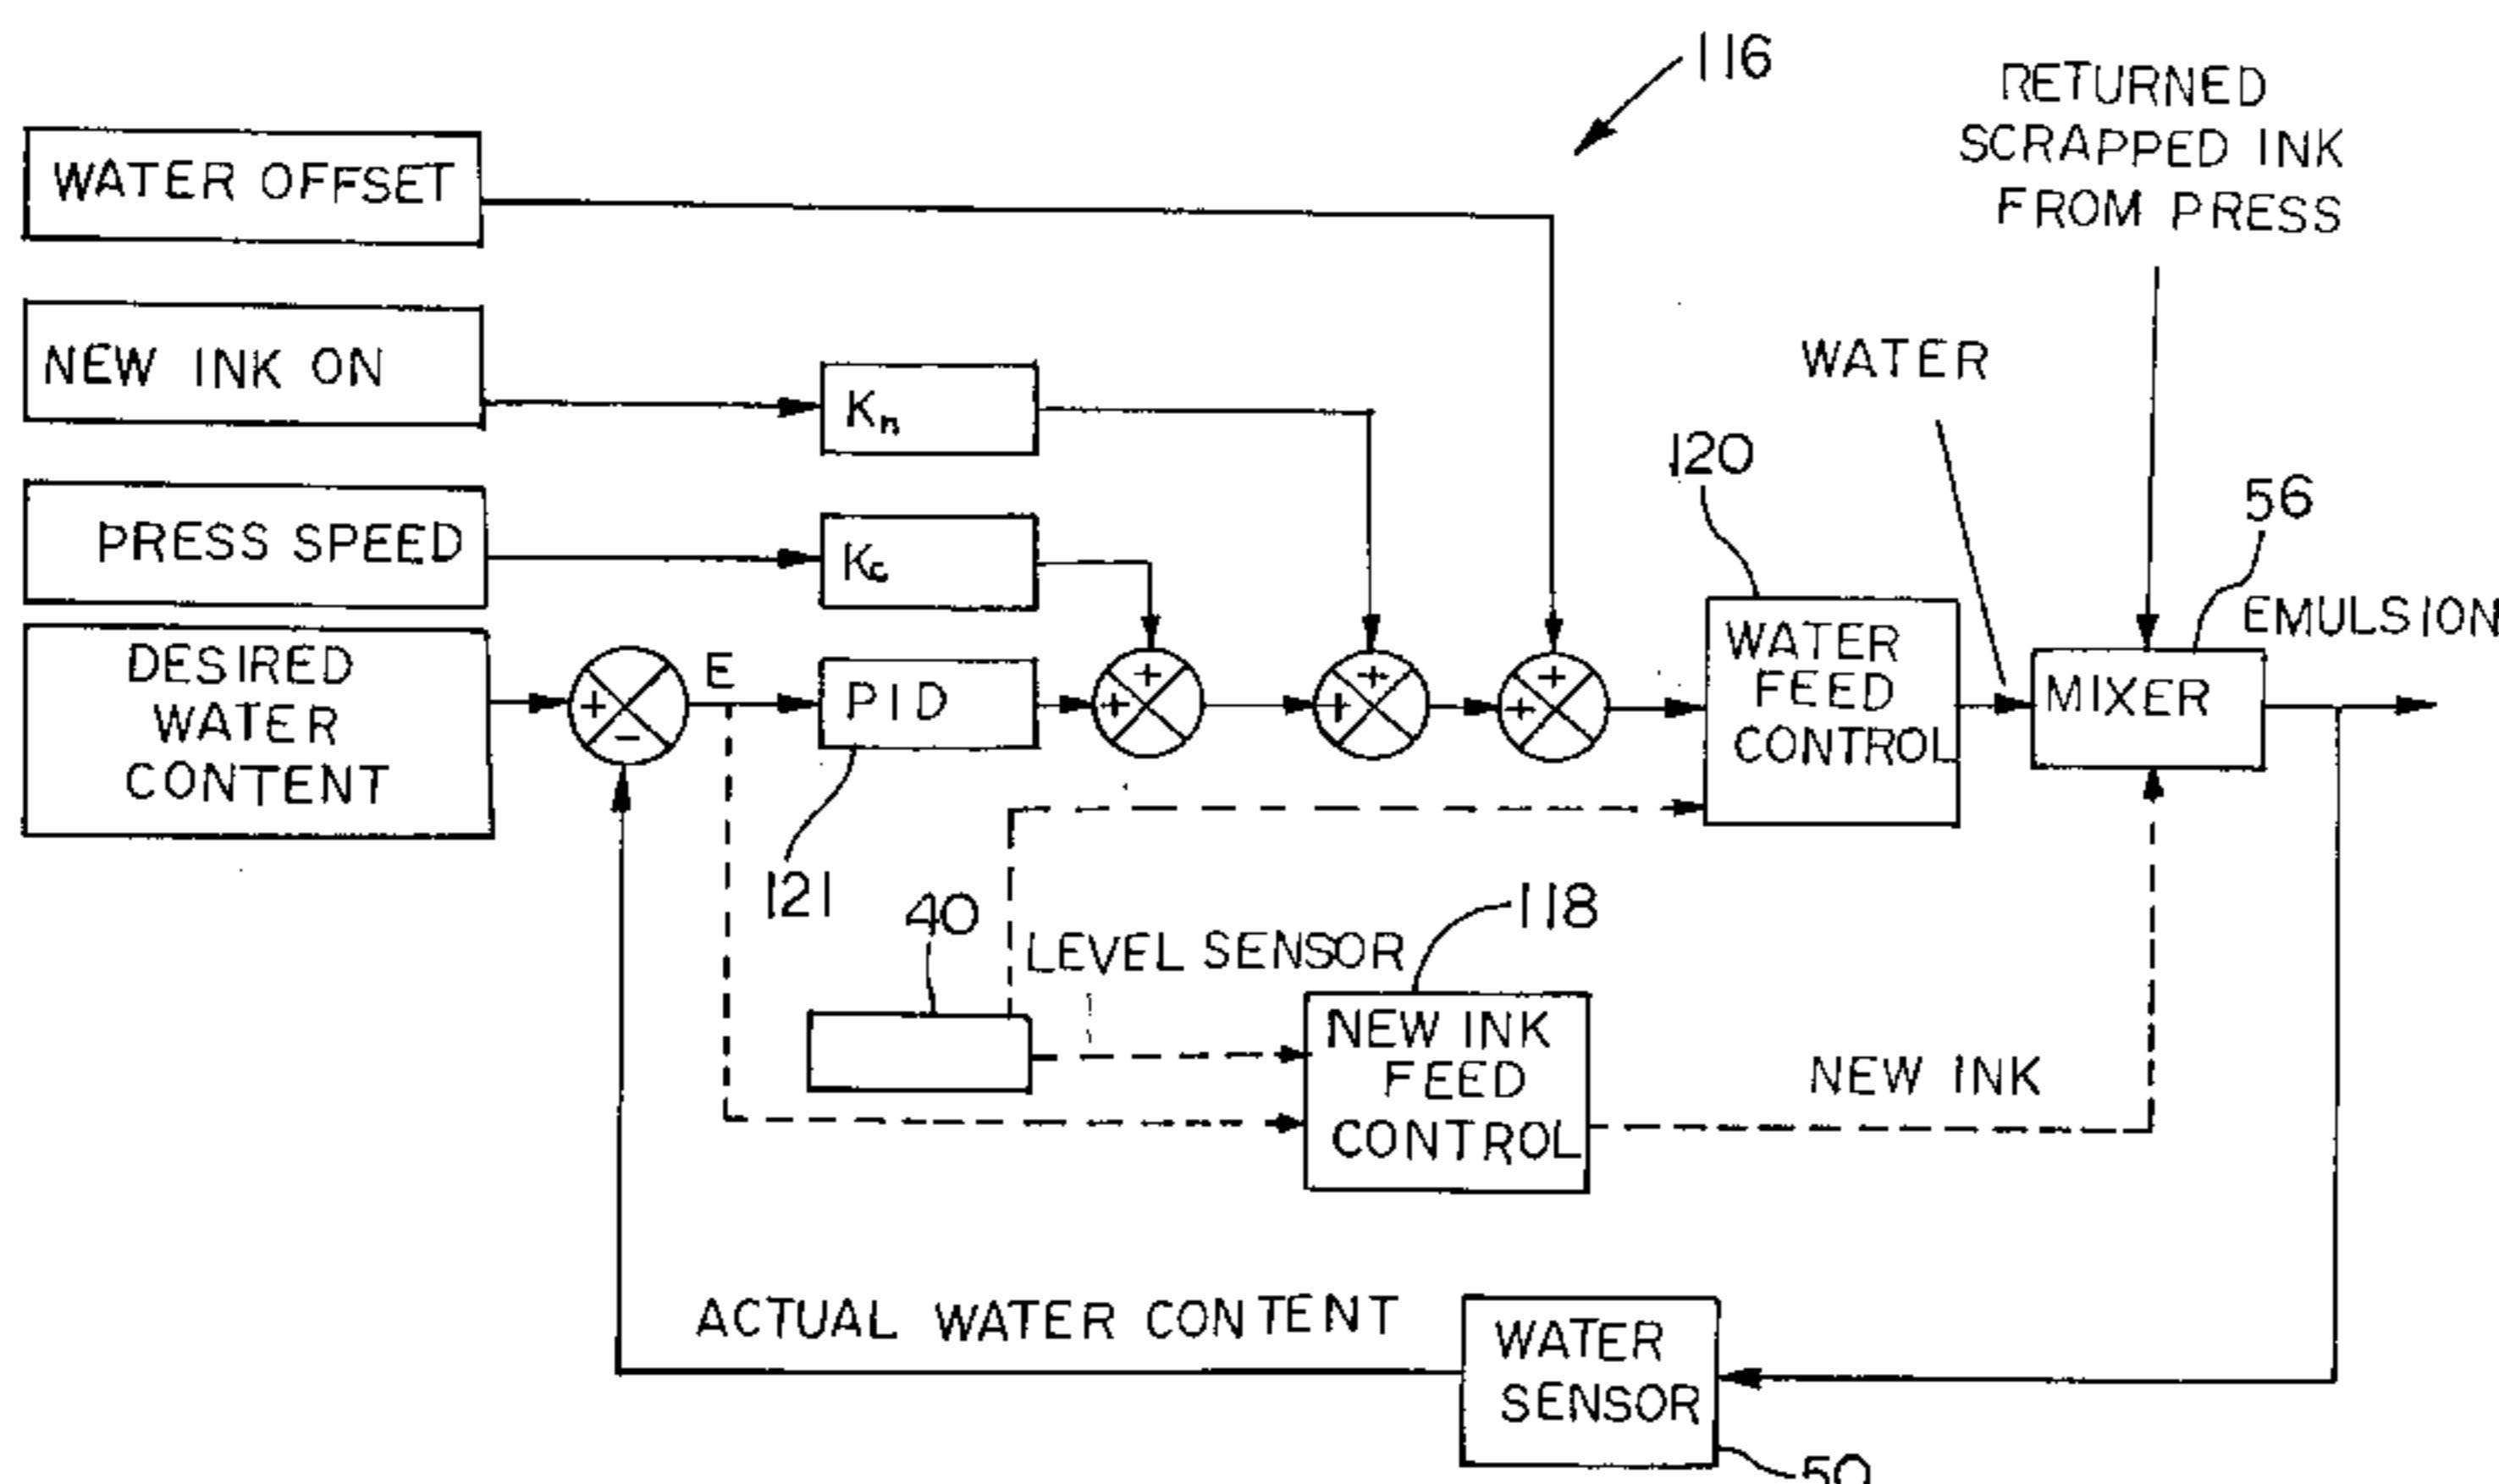 116
RETURNED
SCRAPPED INK
FROM PRESS
WATER OFFSET
NEW INK ON
Kn
WATER
120
56
PRESS SPEED
Kc
EMULSION
DESIRED
WATER
CONTENT
+
-
E
PID
+
+
+
+
+
+
WATER
FEED
CONTROL
MIXER
121
40
LEVEL SENSOR
118
NEW INK
FEED
CONTROL
NEW INK
ACTUAL WATER CONTENT
WATER
SENSOR
50